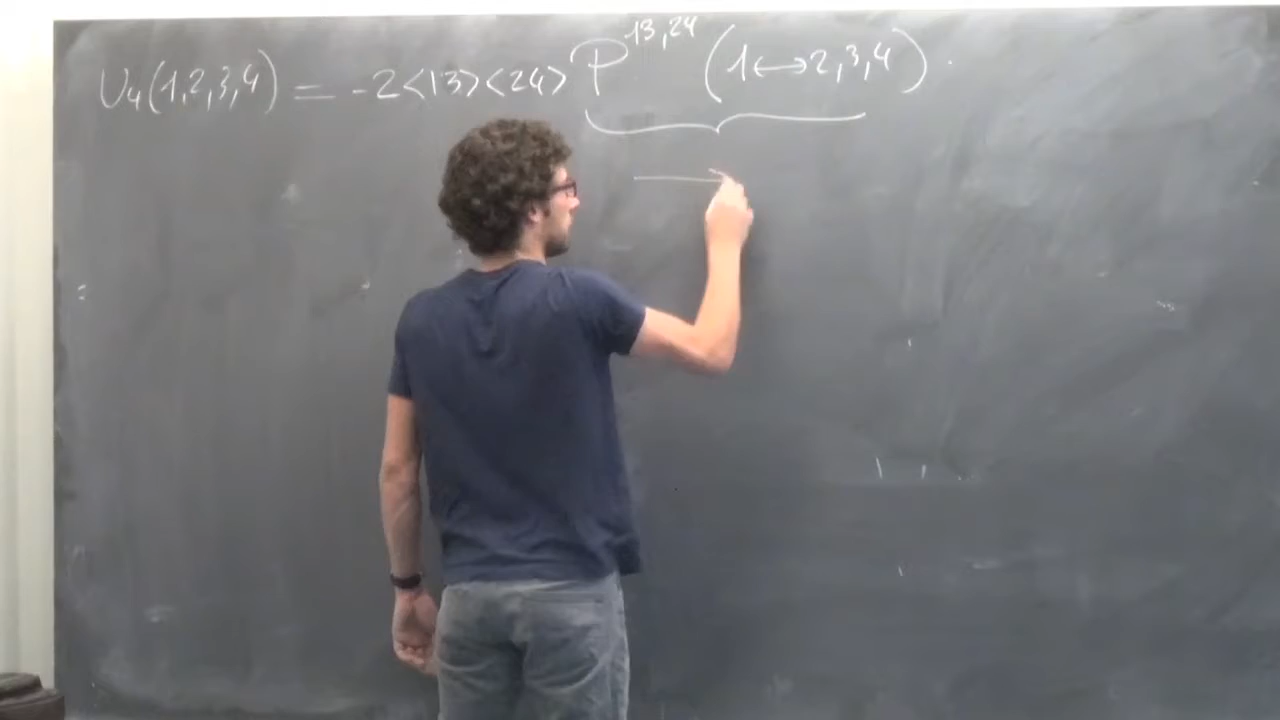 U₄(1,2,3,4) = -2<13><24> P^{13,24} (1↔2,3,4).